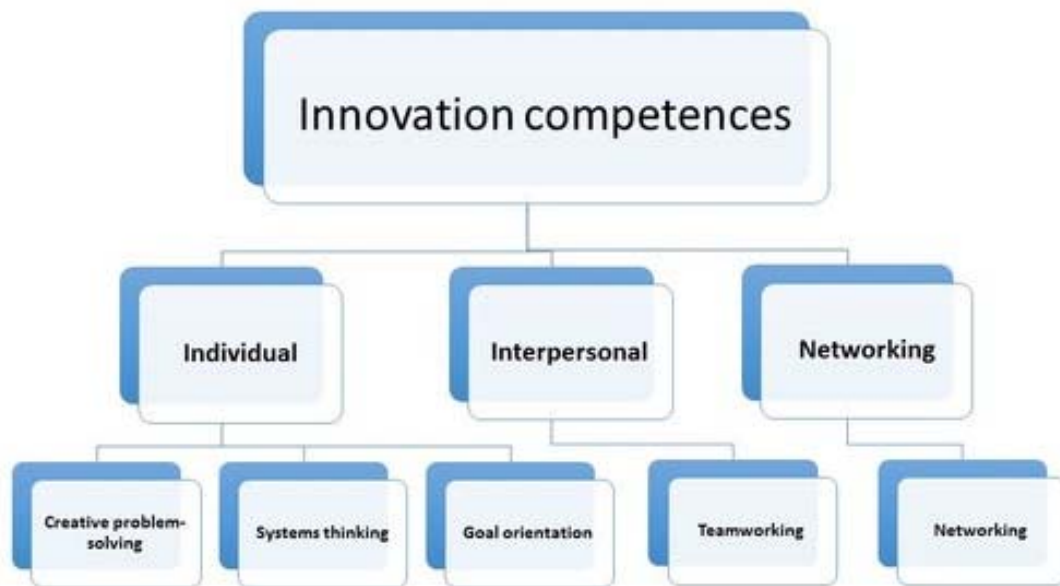 Innovation competences
Individual
Interpersonal
Networking
Creative problem-
solving
Systems thinking
Goal orientation
Teamworking
Networking